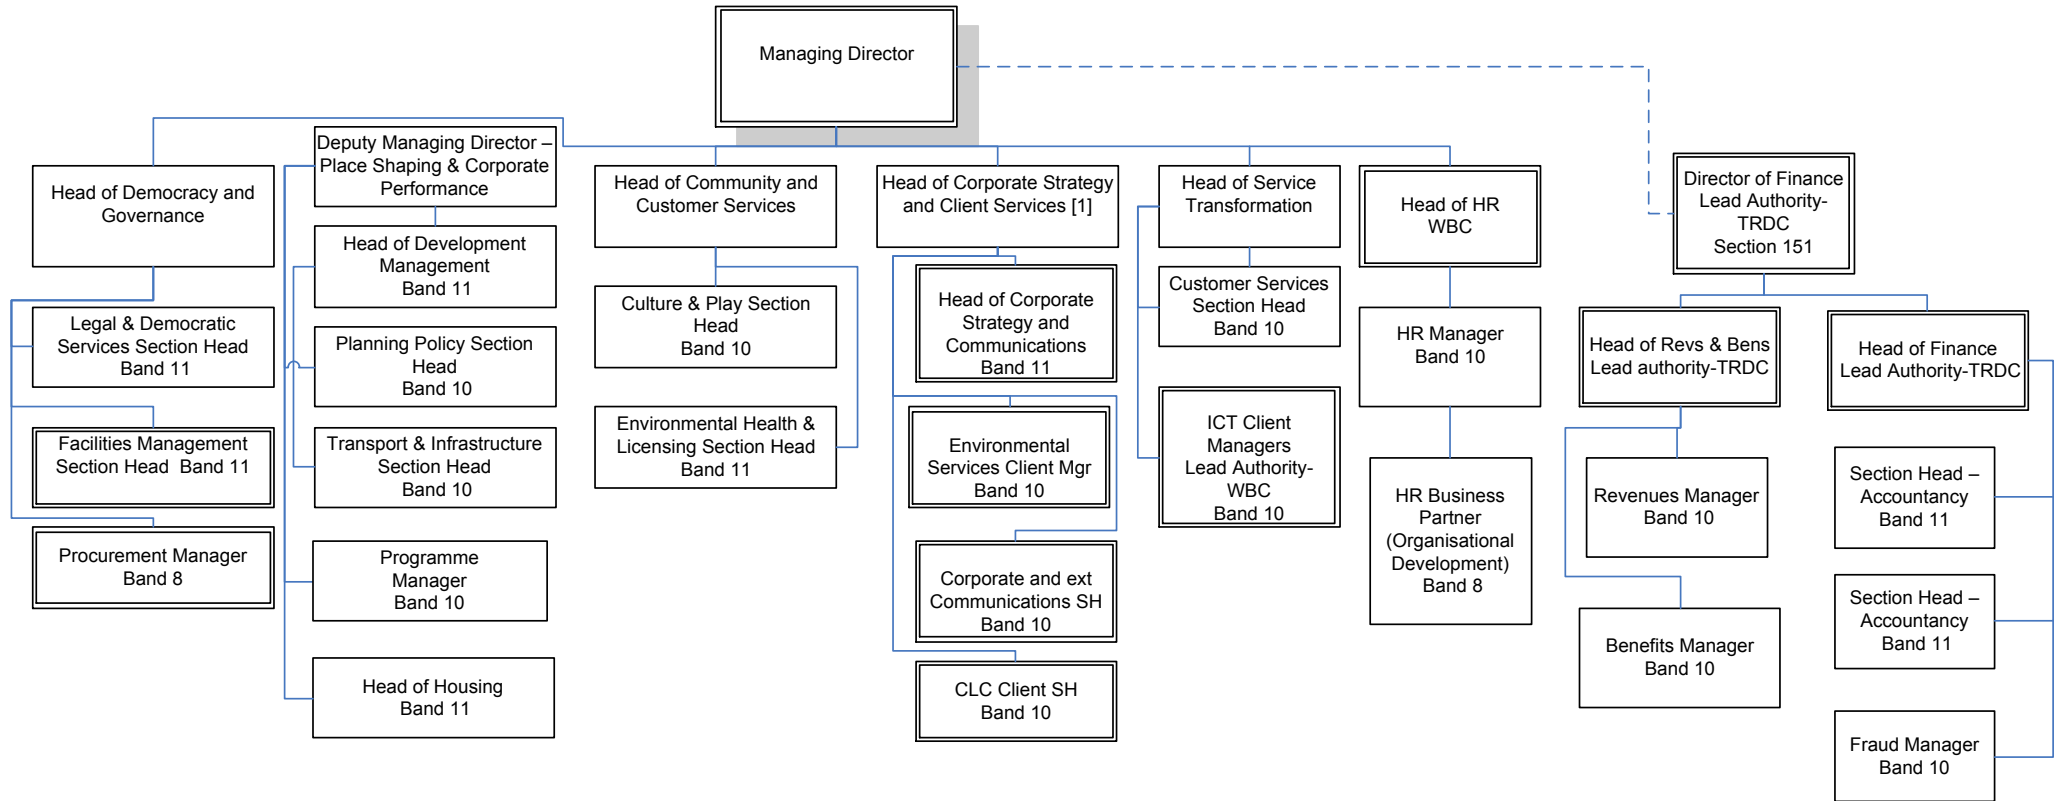 Managing Director
Head of Democracy and
Governance
Legal & Democratic
Services Section Head
Band 11
Facilities Management
Section Head  Band 11
Procurement Manager
Band 8
Deputy Managing Director –
Place Shaping & Corporate
Performance
Head of Development
Management
Band 11
Planning Policy Section
Head
Band 10
Transport & Infrastructure
Section Head
Band 10
Programme
Manager
Band 10
Head of Housing
Band 11
Head of Community and
Customer Services
Culture & Play Section
Head
Band 10
Environmental Health &
Licensing Section Head
Band 11
Head of Corporate Strategy
and Client Services [1]
Head of Corporate
Strategy and
Communications
Band 11
Environmental
Services Client Mgr
Band 10
Corporate and ext
Communications SH
Band 10
CLC Client SH
Band 10
Head of Service
Transformation
Customer Services
Section Head
Band 10
ICT Client
Managers
Lead Authority-
WBC
Band 10
Head of HR
WBC
HR Manager
Band 10
HR Business
Partner
(Organisational
Development)
Band 8
Director of Finance
Lead Authority-
TRDC
Section 151
Head of Revs & Bens
Lead authority-TRDC
Revenues Manager
Band 10
Benefits Manager
Band 10
Head of Finance
Lead Authority-TRDC
Section Head –
Accountancy
Band 11
Section Head –
Accountancy
Band 11
Fraud Manager
Band 10